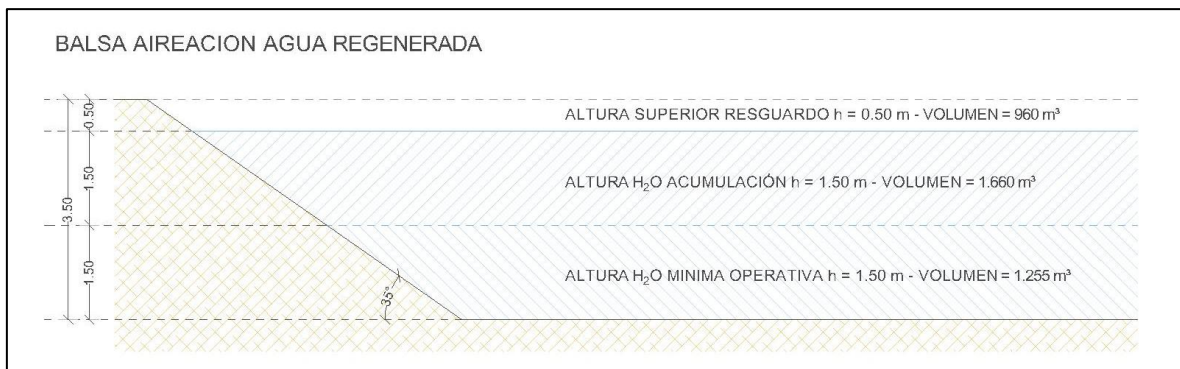 BALSA AIREACION AGUA REGENERADA
0.50
ALTURA SUPERIOR RESGUARDO h = 0.50 m - VOLUMEN = 960 m³
1.50
ALTURA H₂O ACUMULACIÓN h = 1.50 m - VOLUMEN = 1.660 m³
3.50
1.50
ALTURA H₂O MINIMA OPERATIVA h = 1.50 m - VOLUMEN = 1.255 m³
35°